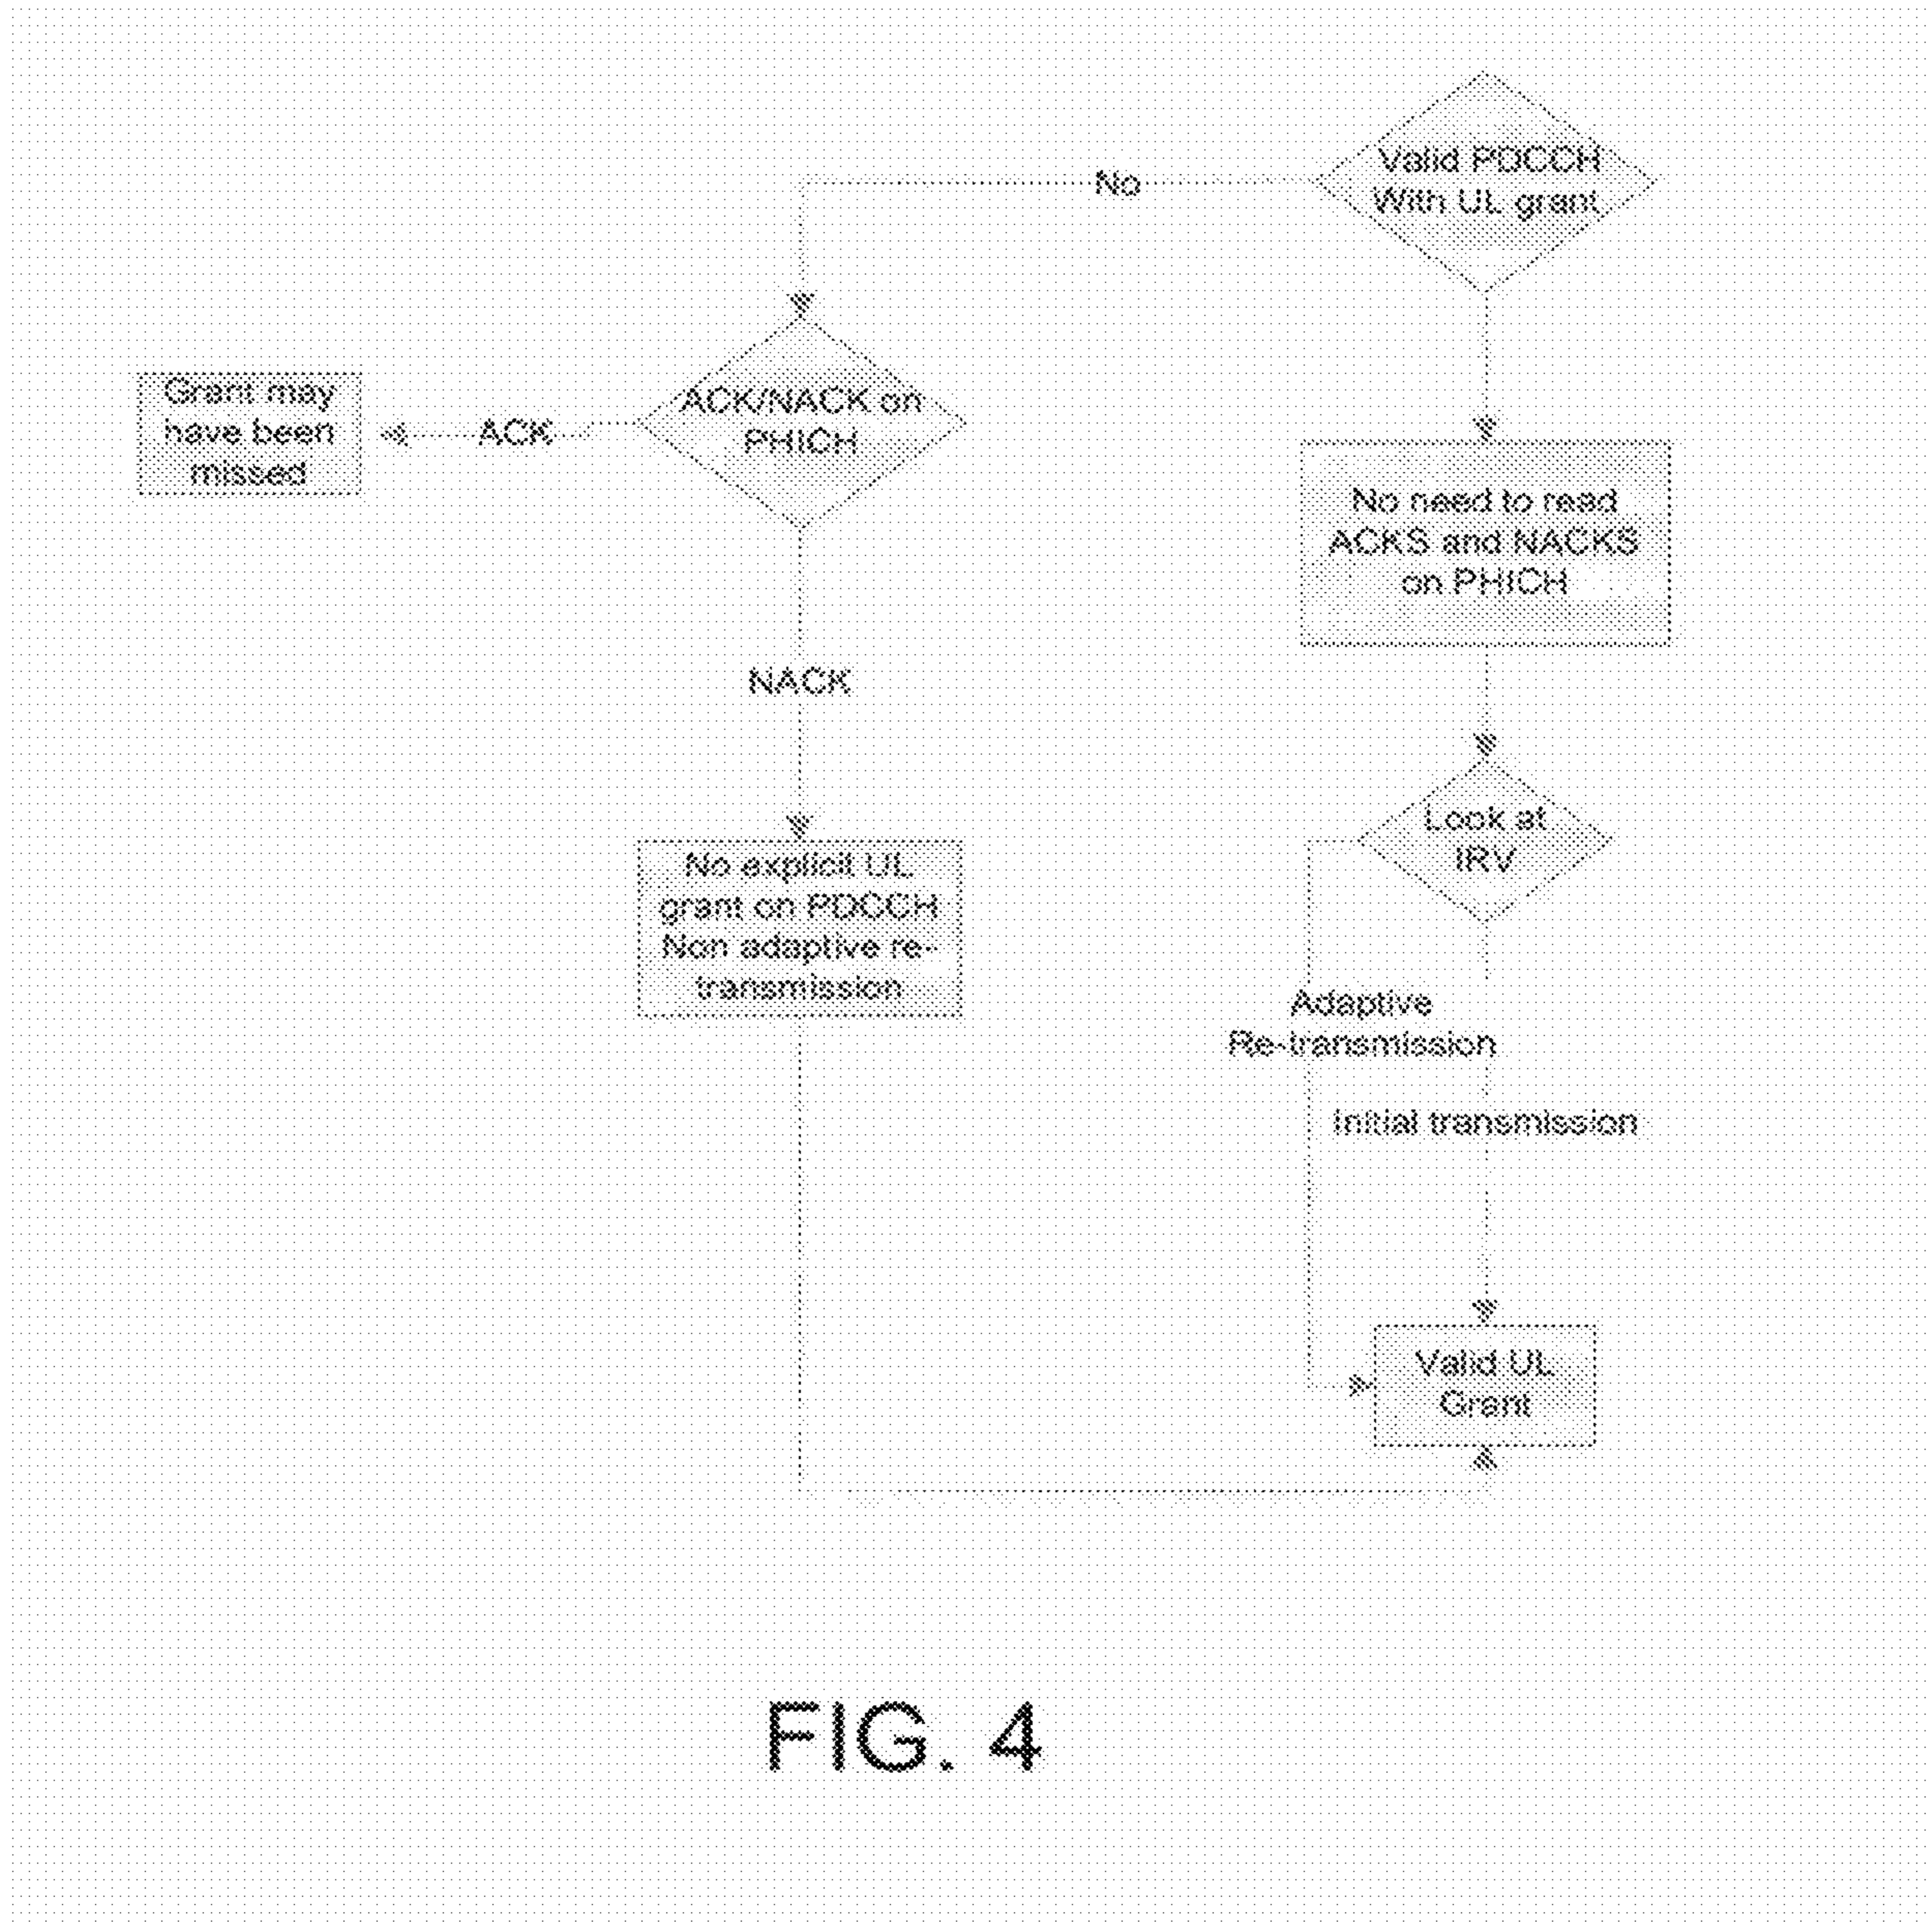 Valid PDCCH
With UL grant
No
ACK/NACK on
PHICH
ACK
Grant may
have been
missed
No need to read
ACKS and NACKS
on PHICH
NACK
Look at
IRV
No explicit UL
grant on PDCCH
Non adaptive re-
transmission
Adaptive
Re-transmission
Initial transmission
Valid UL
Grant
FIG. 4